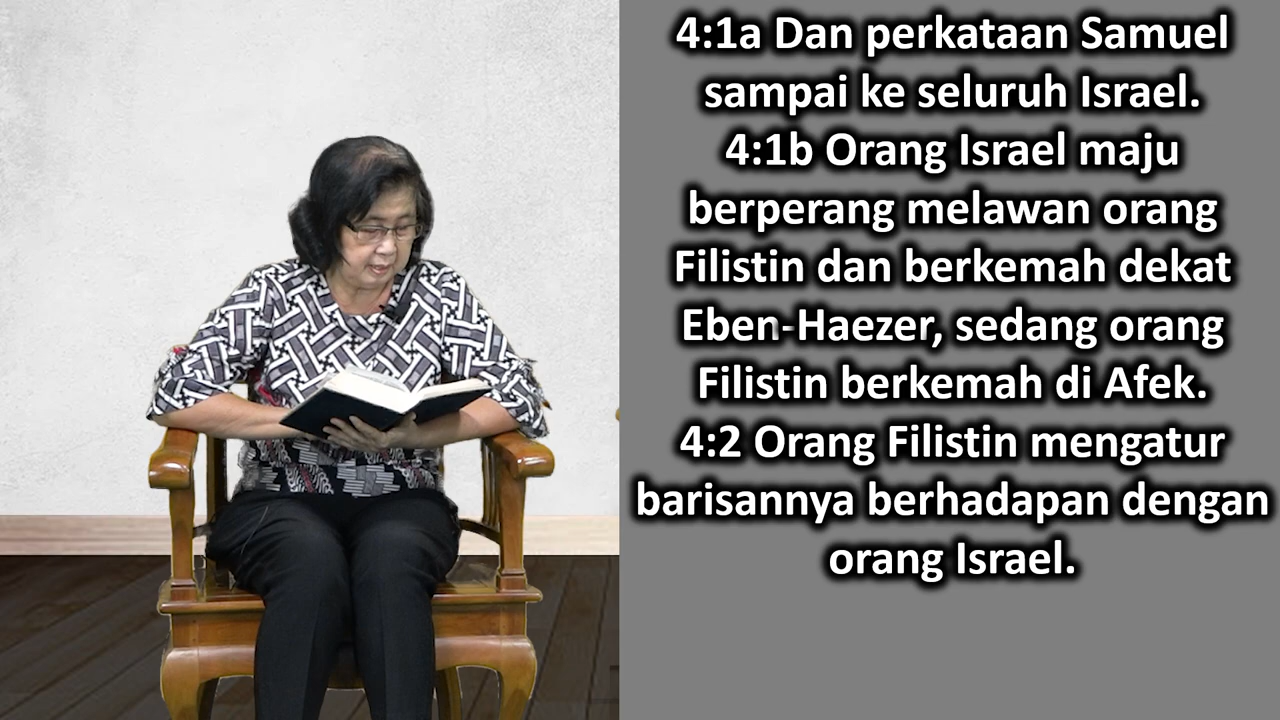 4:1a Dan perkataan Samuel
sampai ke seluruh Israel.
4:1b Orang Israel maju
berperang melawan orang
Filistin dan berkemah dekat
Eben-Haezer, sedang orang
Filistin berkemah di Afek.
4:2 Orang Filistin mengatur
barisannya berhadapan dengan
orang Israel.